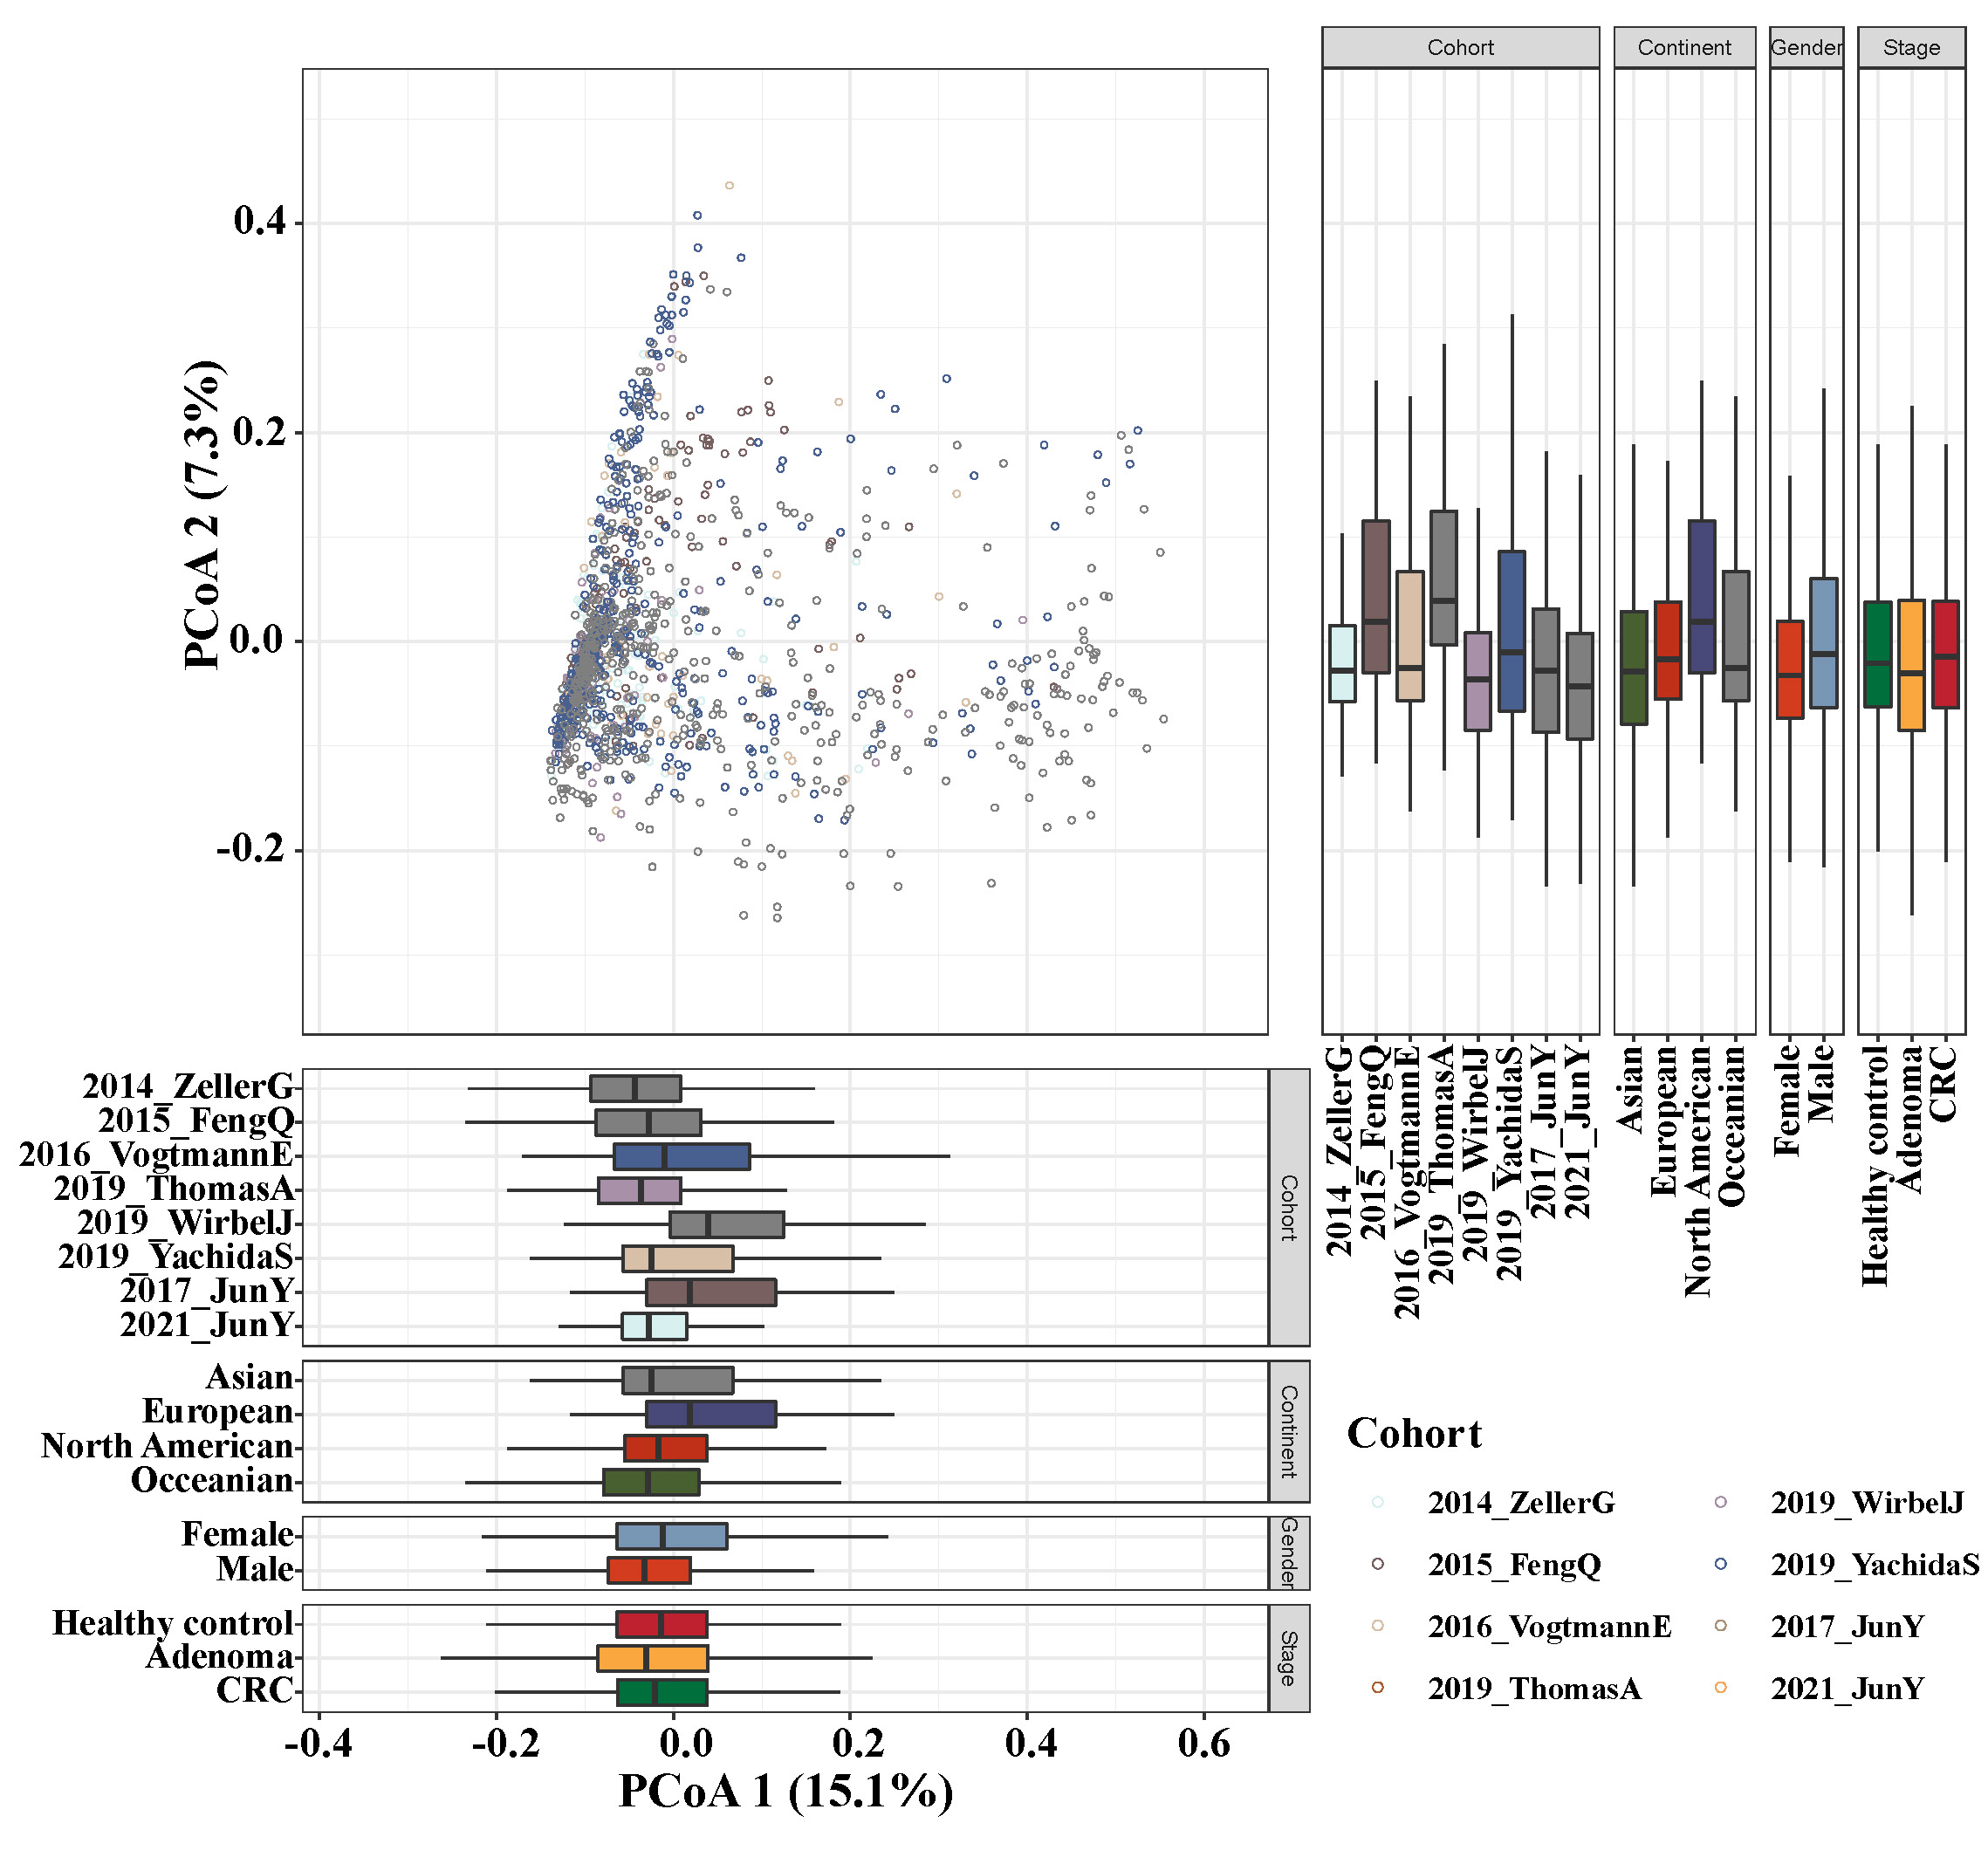 Cohort
Continent
Gender
Stage
PCoA 2 (7.3%)
0.4
0.2
0.0
-0.2
2014_ZellerG
2015_FengQ
2016_VogtmannE
2019_ThomasA
2019_WirbelJ
2019_YachidaS
2017_JunY
2021_JunY
Asian
European
North American
Occeanian
Female
Male
Healthy control
Adenoma
CRC
2014_ZellerG
2015_FengQ
2016_VogtmannE
2019_ThomasA
2019_WirbelJ
2019_YachidaS
2017_JunY
2021_JunY
Cohort
Asian
European
North American
Occeanian
Continent
Female
Male
Gender
Healthy control
Adenoma
CRC
Stage
-0.4
-0.2
0.0
0.2
0.4
0.6
PCoA 1 (15.1%)
Cohort
2014_ZellerG
2015_FengQ
2016_VogtmannE
2019_ThomasA
2019_WirbelJ
2019_YachidaS
2017_JunY
2021_JunY